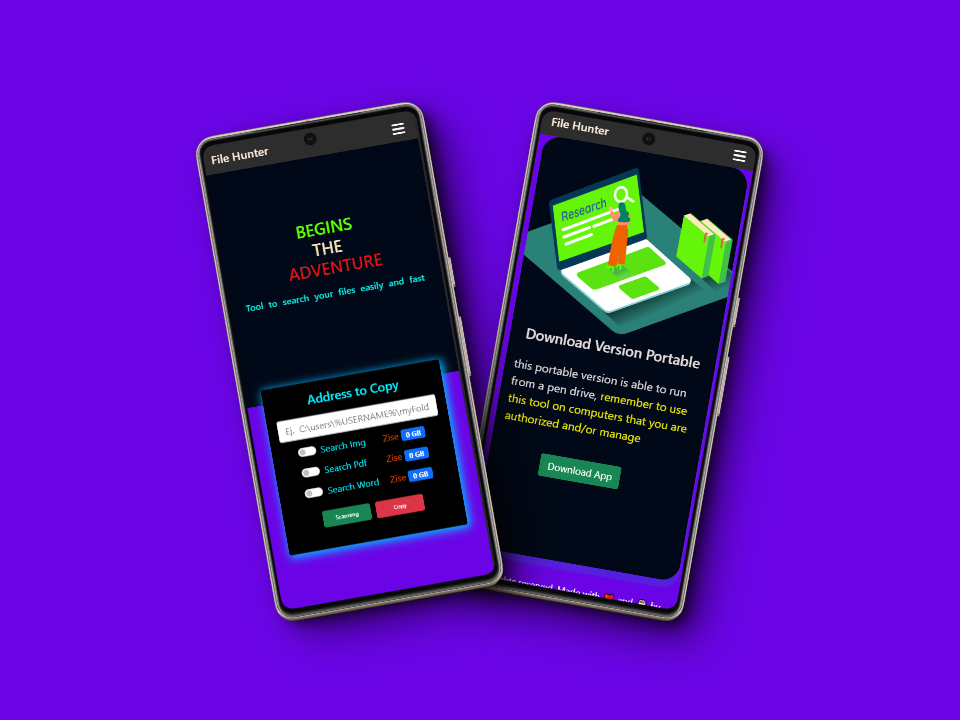 File Hunter
BEGINS
THE
ADVENTURE
Tool to search your files easily and fast
Address to Copy
Ej. C:\users\%USERNAME%\myFold
Search Img Zise 0 GB
Search Pdf Zise 0 GB
Search Word Zise 0 GB
Scanning Copy
File Hunter
Research
Download Version Portable
this portable version is able to run
from a pen drive, remember to use
this tool on computers that you are
authorized and/or manage
Download App
reserved. Made with ❤️ and